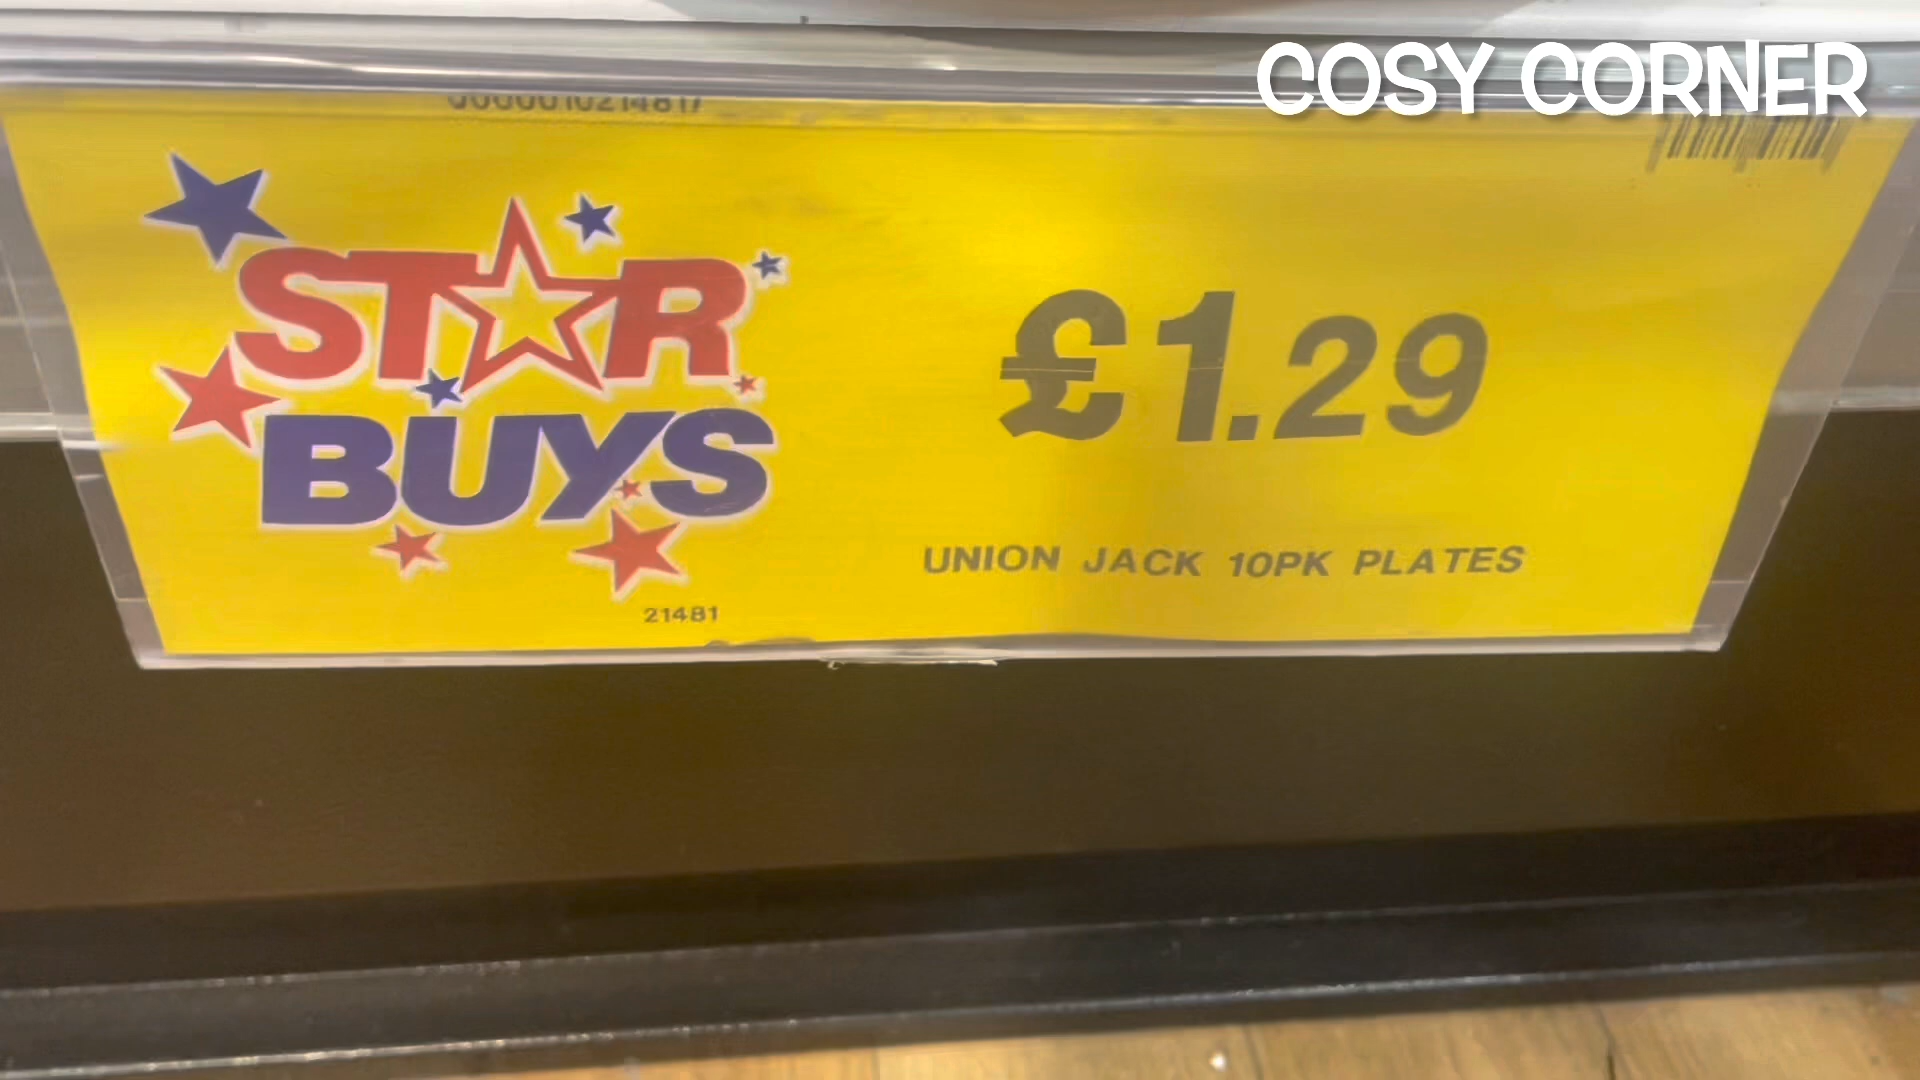 COSY CORNER
STAR
BUYS
£1.29
UNION JACK 10PK PLATES
21481